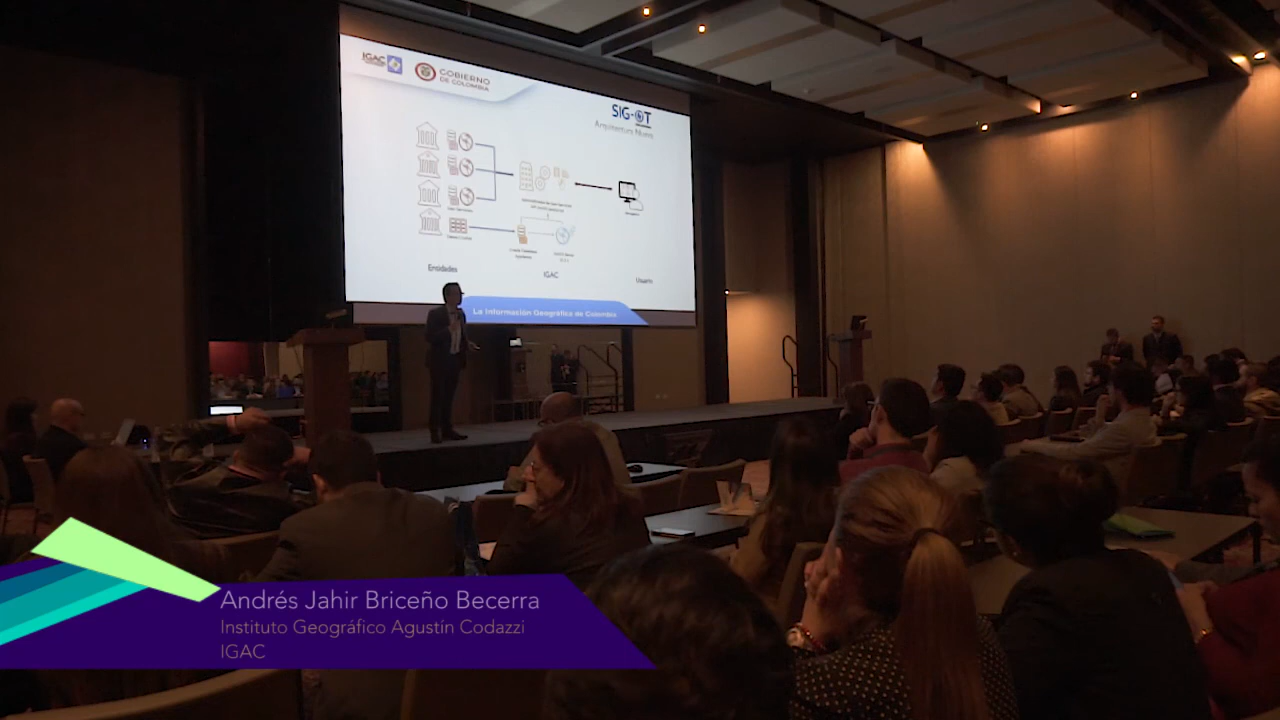 IGAC
GOBIERNO
DE COLOMBIA
SIG-OT
Arquitectura Nueva
Entidades
IGAC
Usuario
La Información Geográfica de Colombia
Andrés Jahir Briceño Becerra
Instituto Geográfico Agustín Codazzi
IGAC